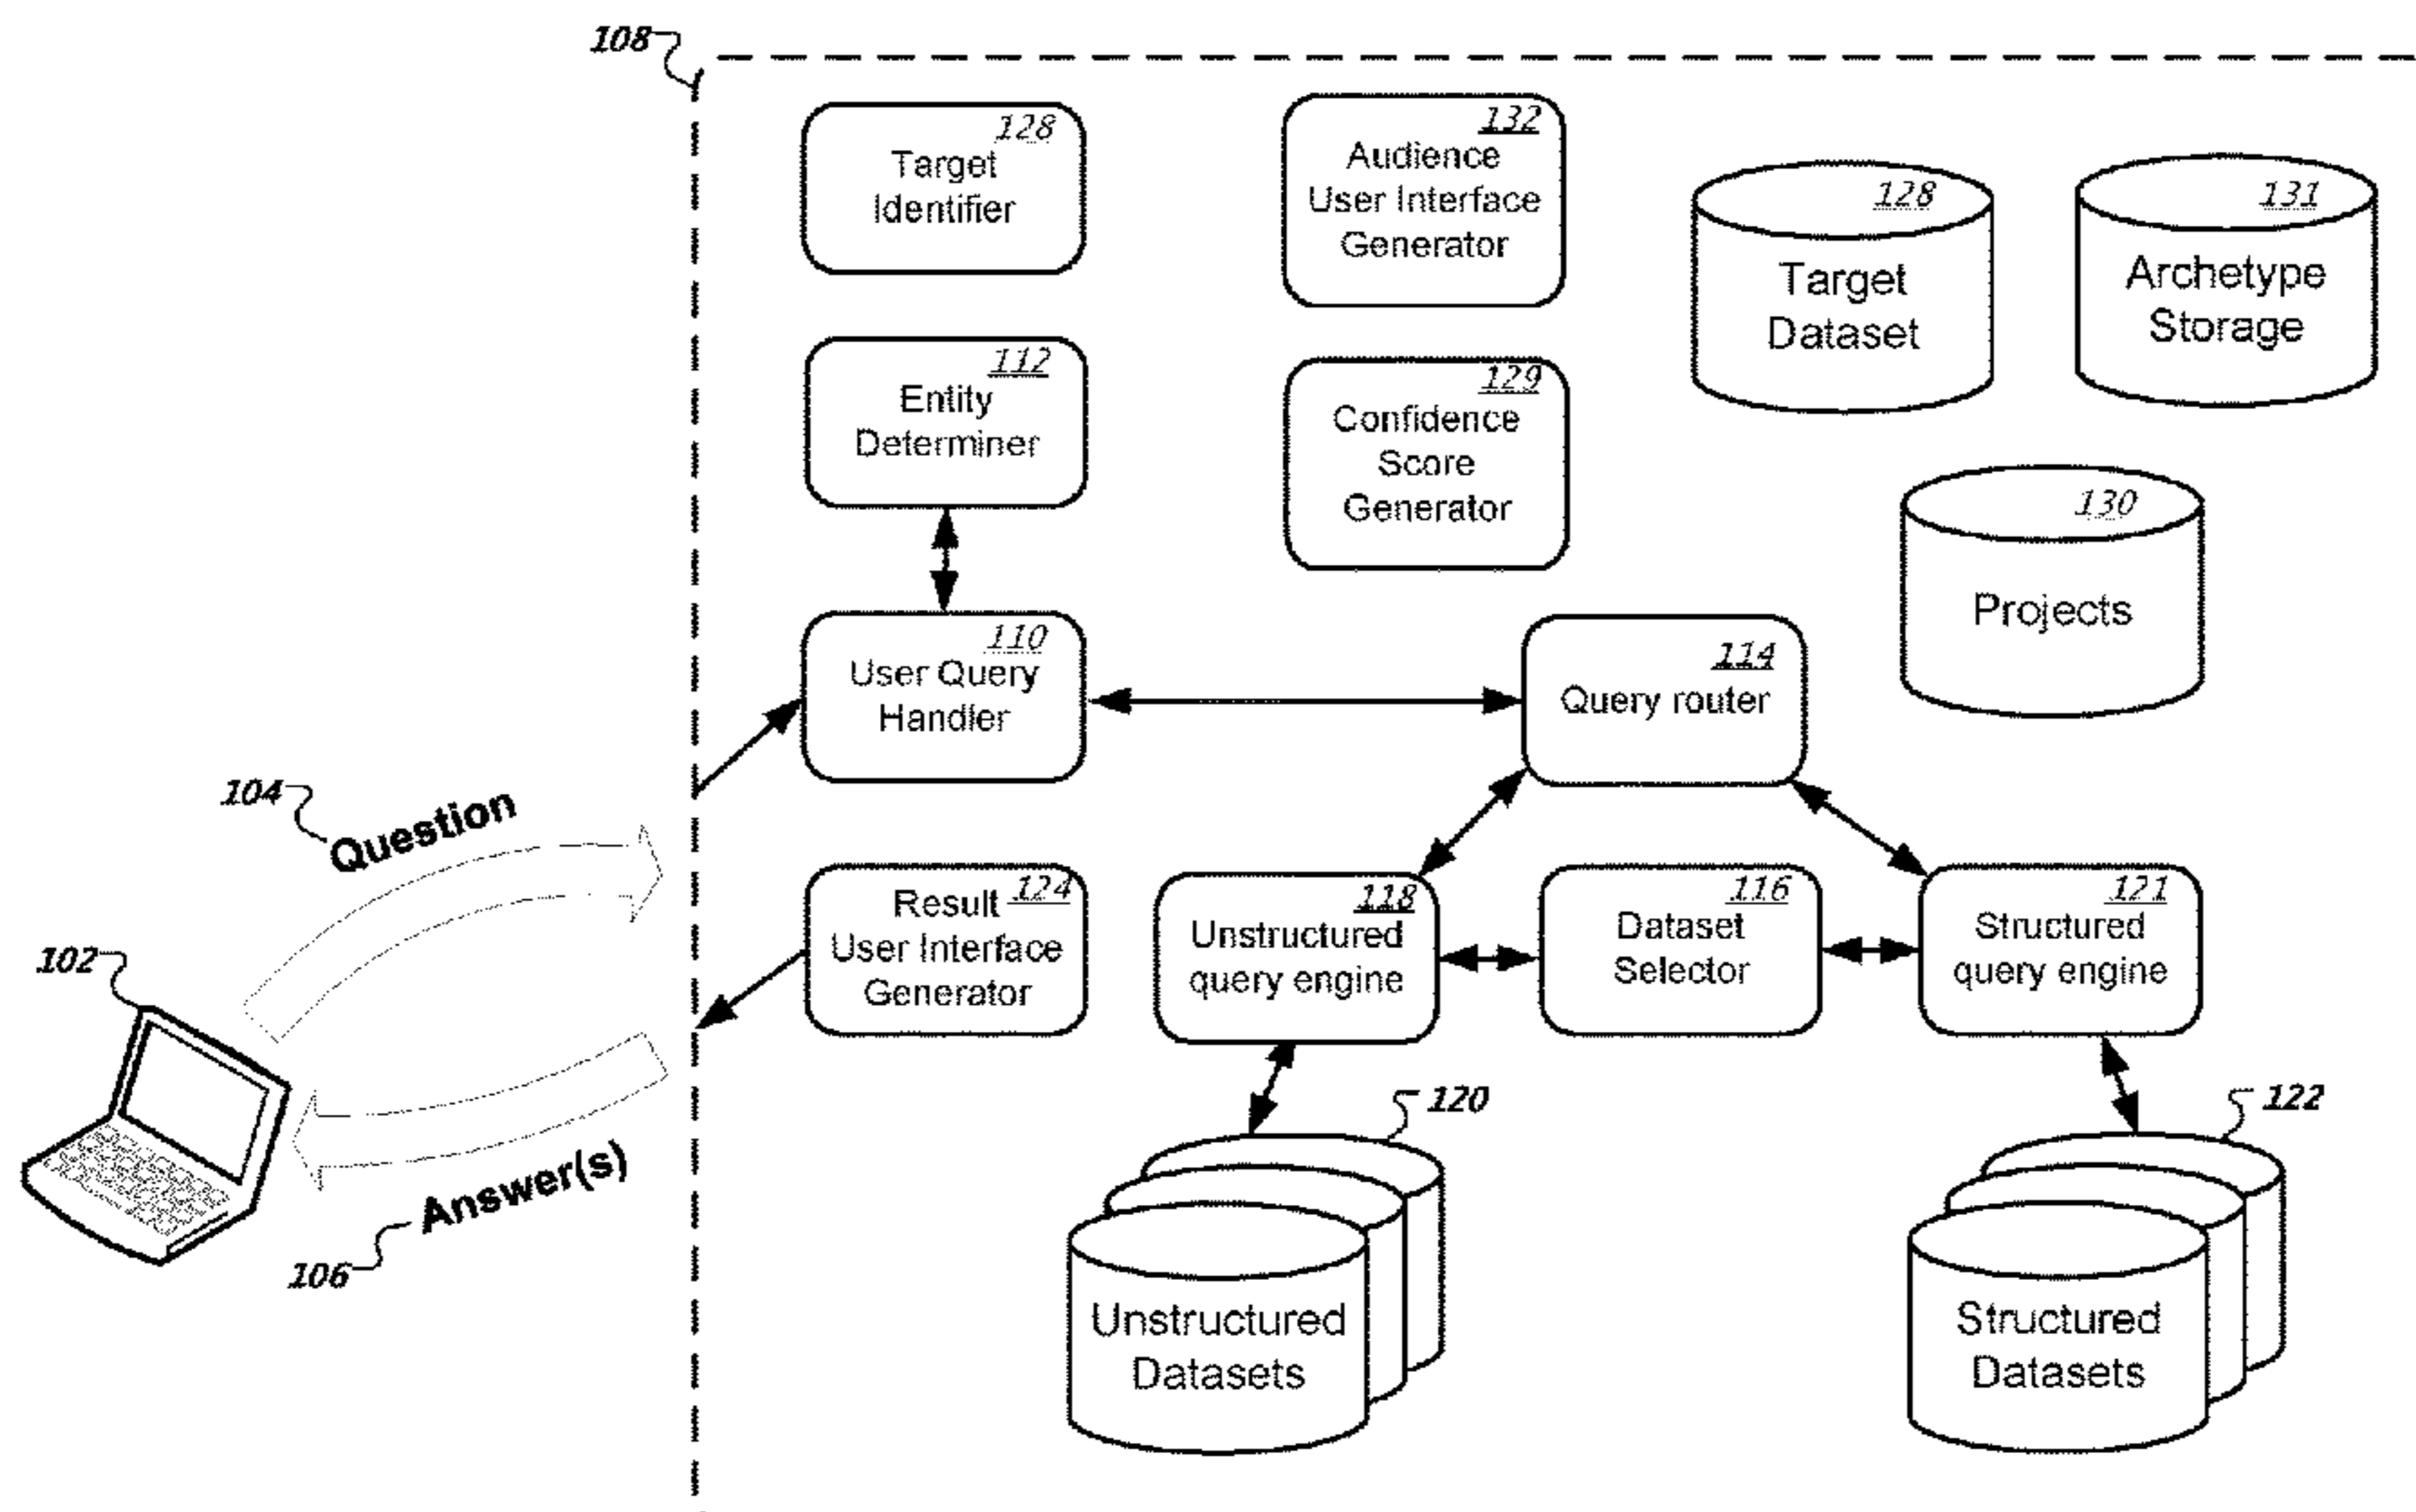 108
128
Target
Identifier
132
Audience
User Interface
Generator
128
Target
Dataset
131
Archetype
Storage
112
Entity
Determiner
129
Confidence
Score
Generator
130
Projects
110
User Query
Handler
114
Query router
104
Question
124
Result
User Interface
Generator
118
Unstructured
query engine
116
Dataset
Selector
121
Structured
query engine
102
106
Answer(s)
120
Unstructured
Datasets
122
Structured
Datasets